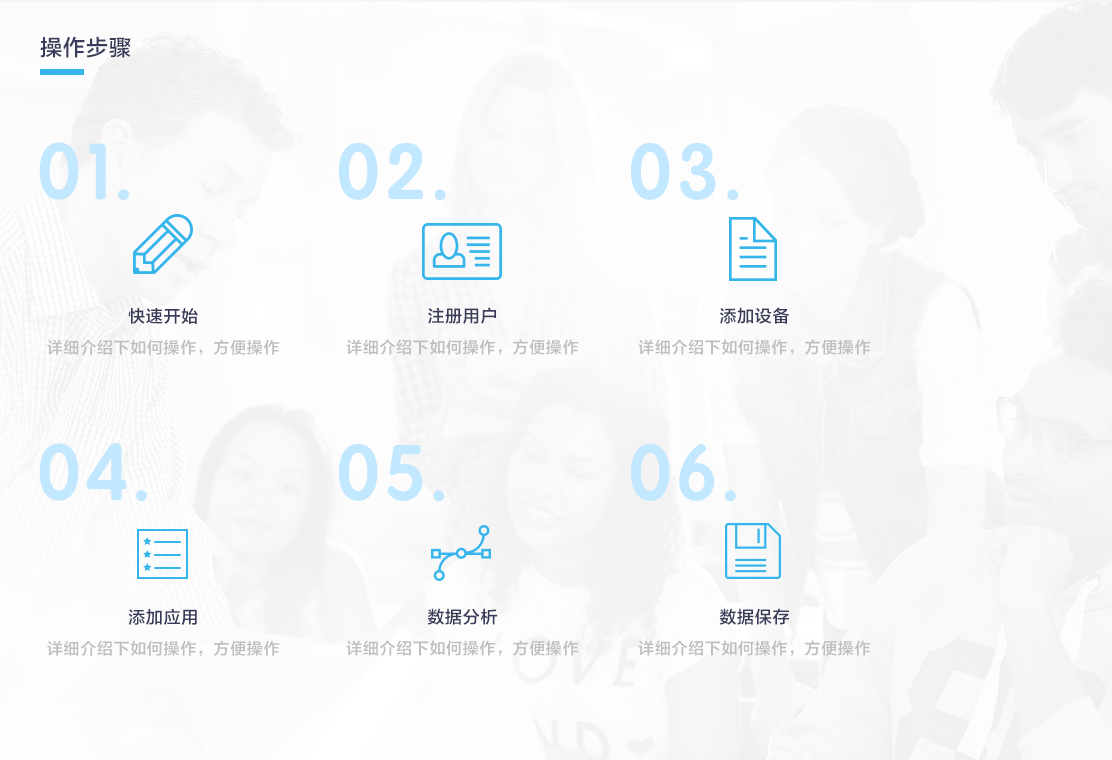 操作步骤
01.
02.
03.
快速开始
注册用户
添加设备
详细介绍下如何操作，方便操作
详细介绍下如何操作，方便操作
详细介绍下如何操作，方便操作
04.
05.
06.
添加应用
数据分析
数据保存
详细介绍下如何操作，方便操作
详细介绍下如何操作，方便操作
详细介绍下如何操作，方便操作
OVE